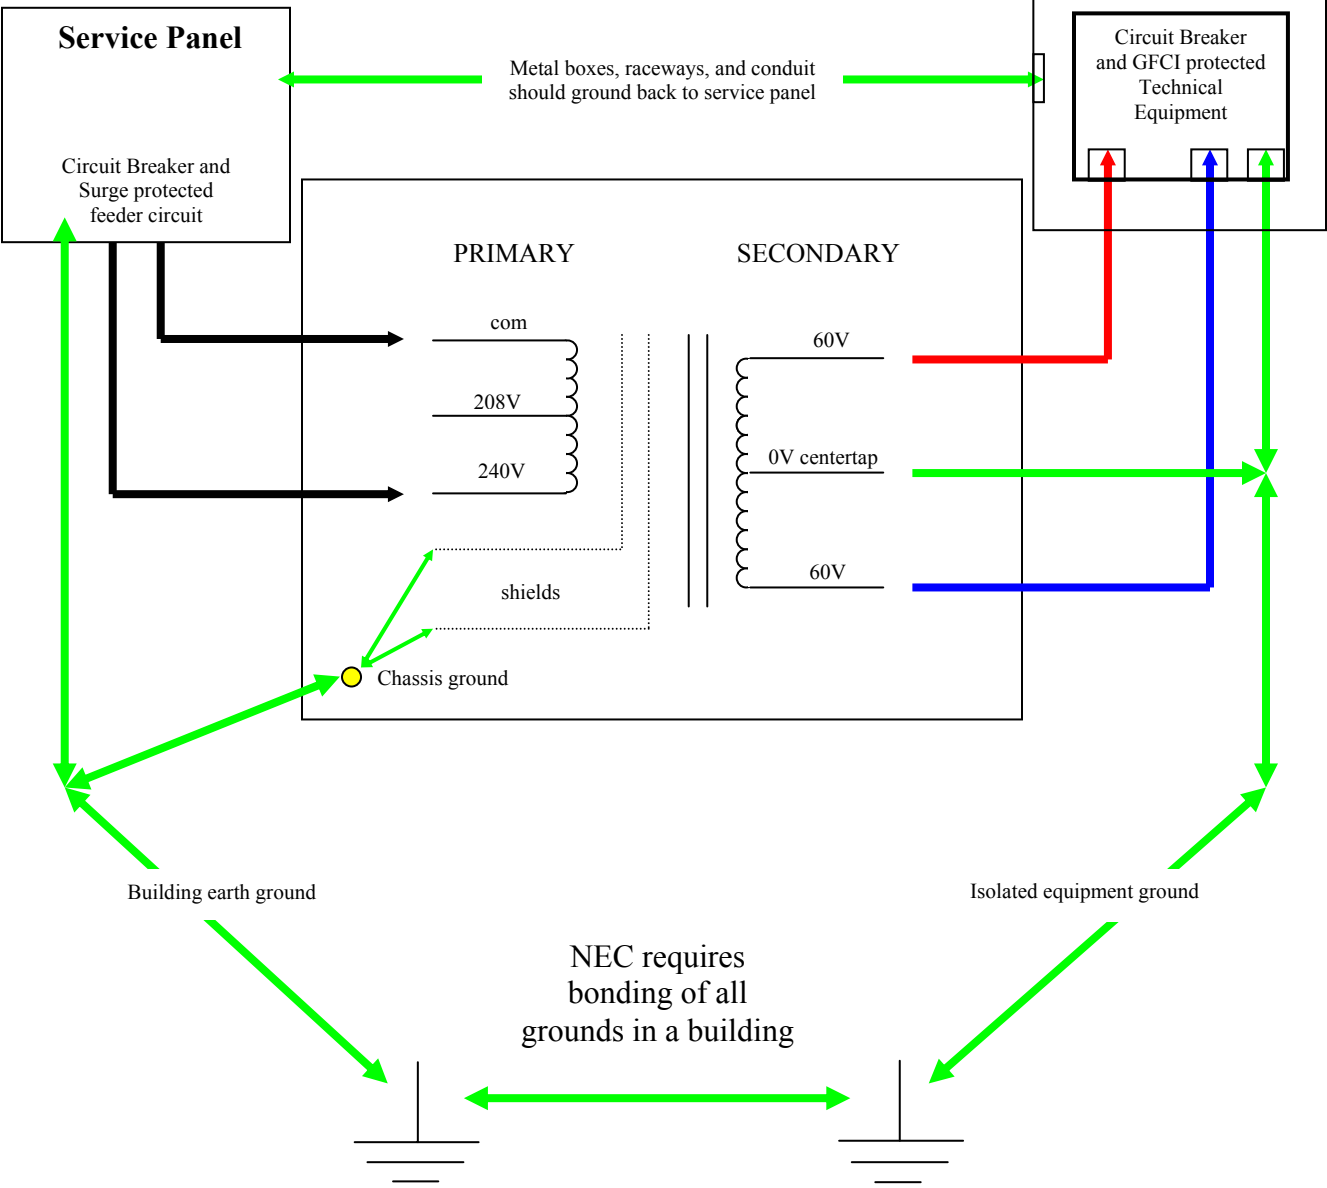 Service Panel
Circuit Breaker and
Surge protected
feeder circuit
Metal boxes, raceways, and conduit
should ground back to service panel
Circuit Breaker
and GFCI protected
Technical
Equipment
PRIMARY
SECONDARY
com
208V
240V
60V
0V centertap
60V
shields
Chassis ground
Building earth ground
Isolated equipment ground
NEC requires
bonding of all
grounds in a building